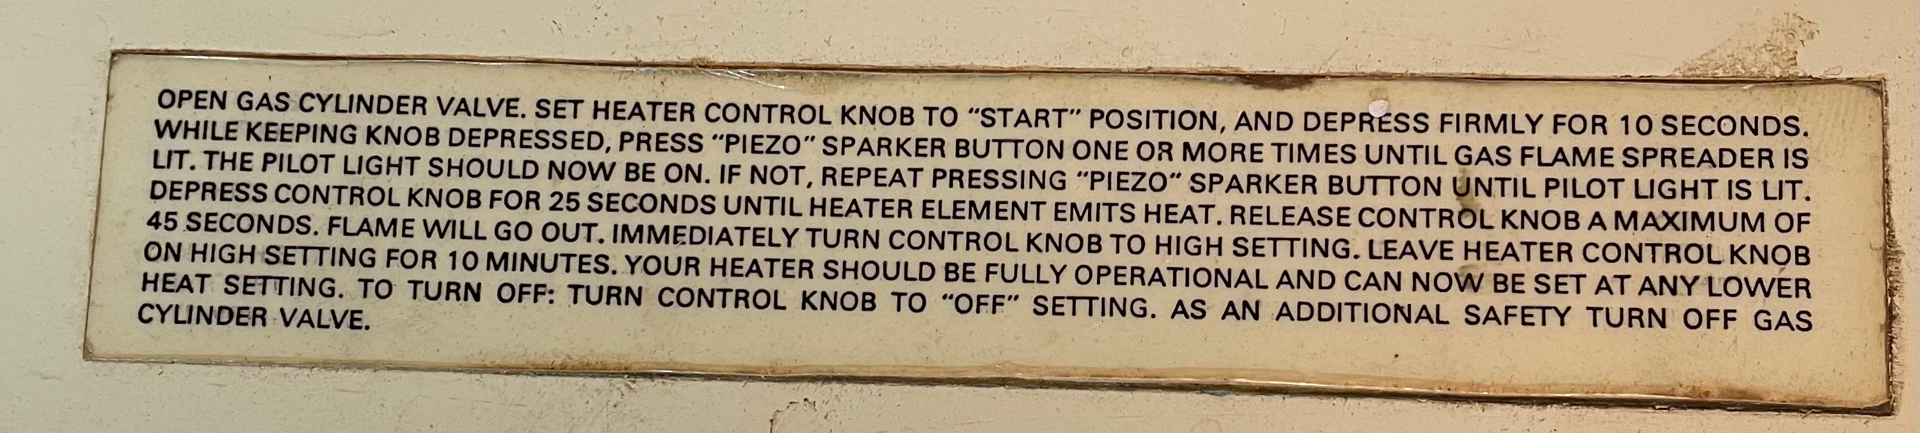 OPEN GAS CYLINDER VALVE. SET HEATER CONTROL KNOB TO “START” POSITION, AND DEPRESS FIRMLY FOR 10 SECONDS.
WHILE KEEPING KNOB DEPRESSED, PRESS “PIEZO” SPARKER BUTTON ONE OR MORE TIMES UNTIL GAS FLAME SPREADER IS
LIT. THE PILOT LIGHT SHOULD NOW BE ON. IF NOT, REPEAT PRESSING “PIEZO” SPARKER BUTTON UNTIL PILOT LIGHT IS LIT.
DEPRESS CONTROL KNOB FOR 25 SECONDS UNTIL HEATER ELEMENT EMITS HEAT. RELEASE CONTROL KNOB A MAXIMUM OF
45 SECONDS. FLAME WILL GO OUT. IMMEDIATELY TURN CONTROL KNOB TO HIGH SETTING. LEAVE HEATER CONTROL KNOB
ON HIGH SETTING FOR 10 MINUTES. YOUR HEATER SHOULD BE FULLY OPERATIONAL AND CAN NOW BE SET AT ANY LOWER
HEAT SETTING. TO TURN OFF: TURN CONTROL KNOB TO “OFF” SETTING. AS AN ADDITIONAL SAFETY TURN OFF GAS
CYLINDER VALVE.